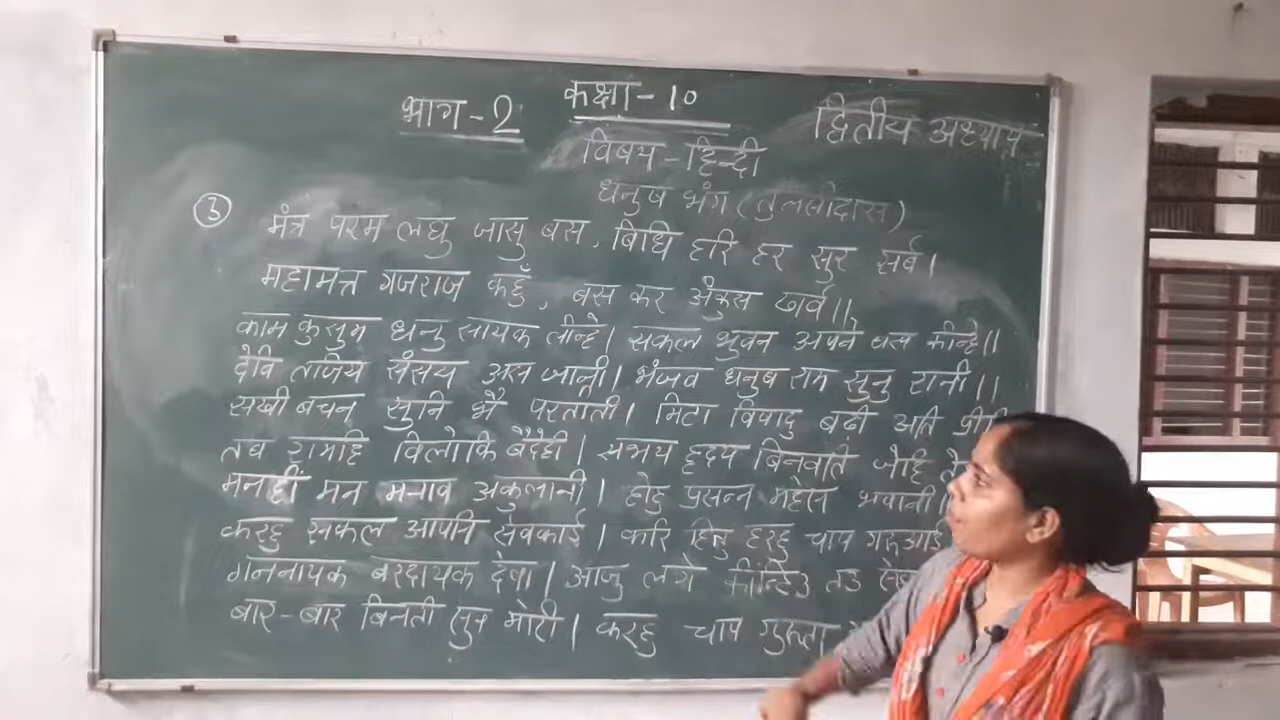 भाग-2 कक्षा-10 द्वितीय अध्याय
विषय-हिन्दी
धनुष भंग (तुलसीदास)
③ मंत्र परम लघु जासु बस, बिधि हरि हर सुर सर्ब।
महामत्त गजराज कहुँ, बस कर अंकुस खर्ब॥
काम कुसुम धनु सायक लीन्हे। सकल भुवन अपने बस कीन्हे॥
देवि तजिय संसय अस जानी। भंजब धनुष राम सुनु रानी॥
सखी बचन सुनि भै परतीती। मिटा विषादु बढ़ी अति प्रीति
तब रामहि विलोकि बैदेही। सभय हृदय बिनवति जेहि
मनहीं मन मनाव अकुलानी। होहु प्रसन्न महेस भवानी
करहु सकल आपनि सेवकाई। करि हितु हरहु चाप गरुआई
गननायक बरदायक देवा। आजु लगे कीन्हिउ तउ
बार-बार बिनती सुन मोरी। करहु चाप गुरुता